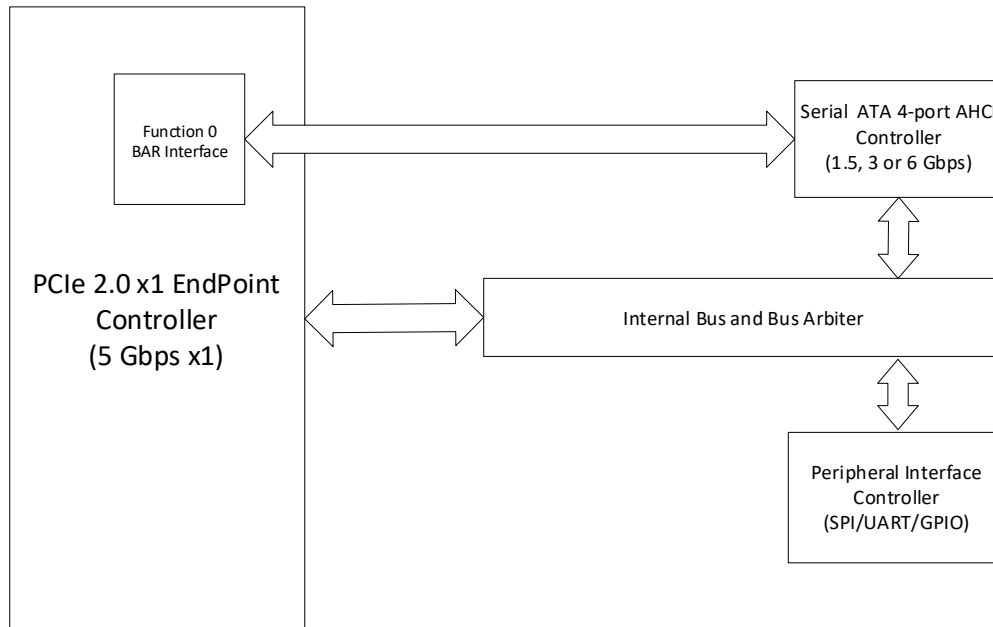 Function 0
BAR Interface
Serial ATA 4-port AHC
Controller
(1.5, 3 or 6 Gbps)
PCIe 2.0 x1 EndPoint
Controller
(5 Gbps x1)
Internal Bus and Bus Arbiter
Peripheral Interface
Controller
(SPI/UART/GPIO)